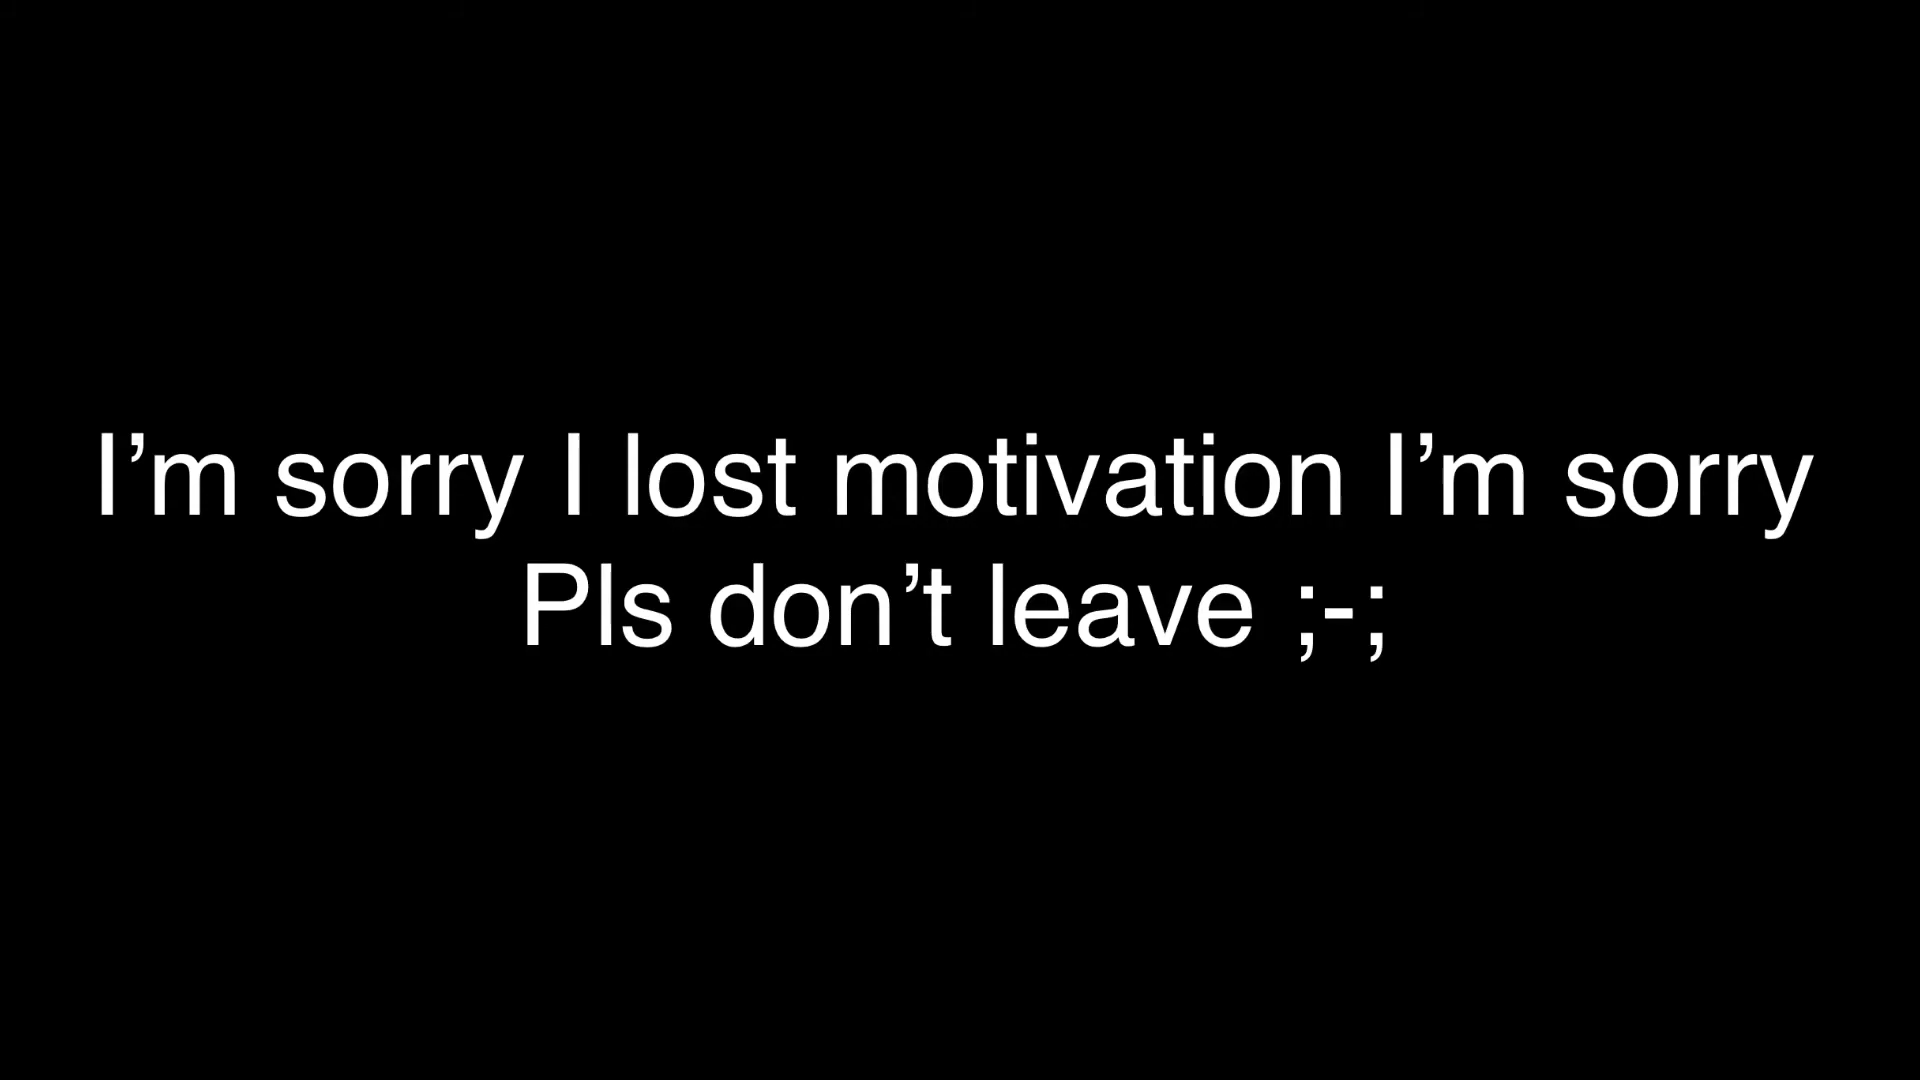 I’m sorry I lost motivation I’m sorry
Pls don’t leave ;-;